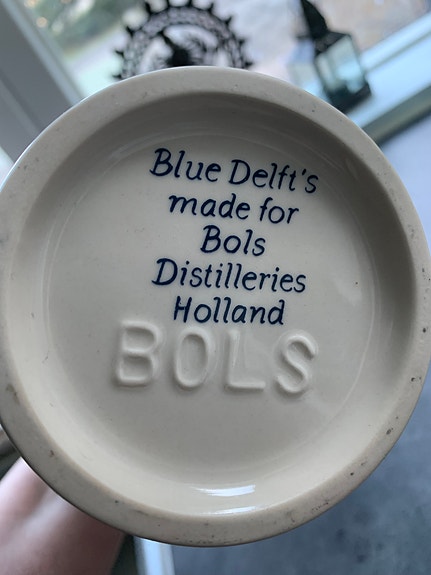 Blue Delft's
made for
Bols
Distilleries
Holland
BOLS